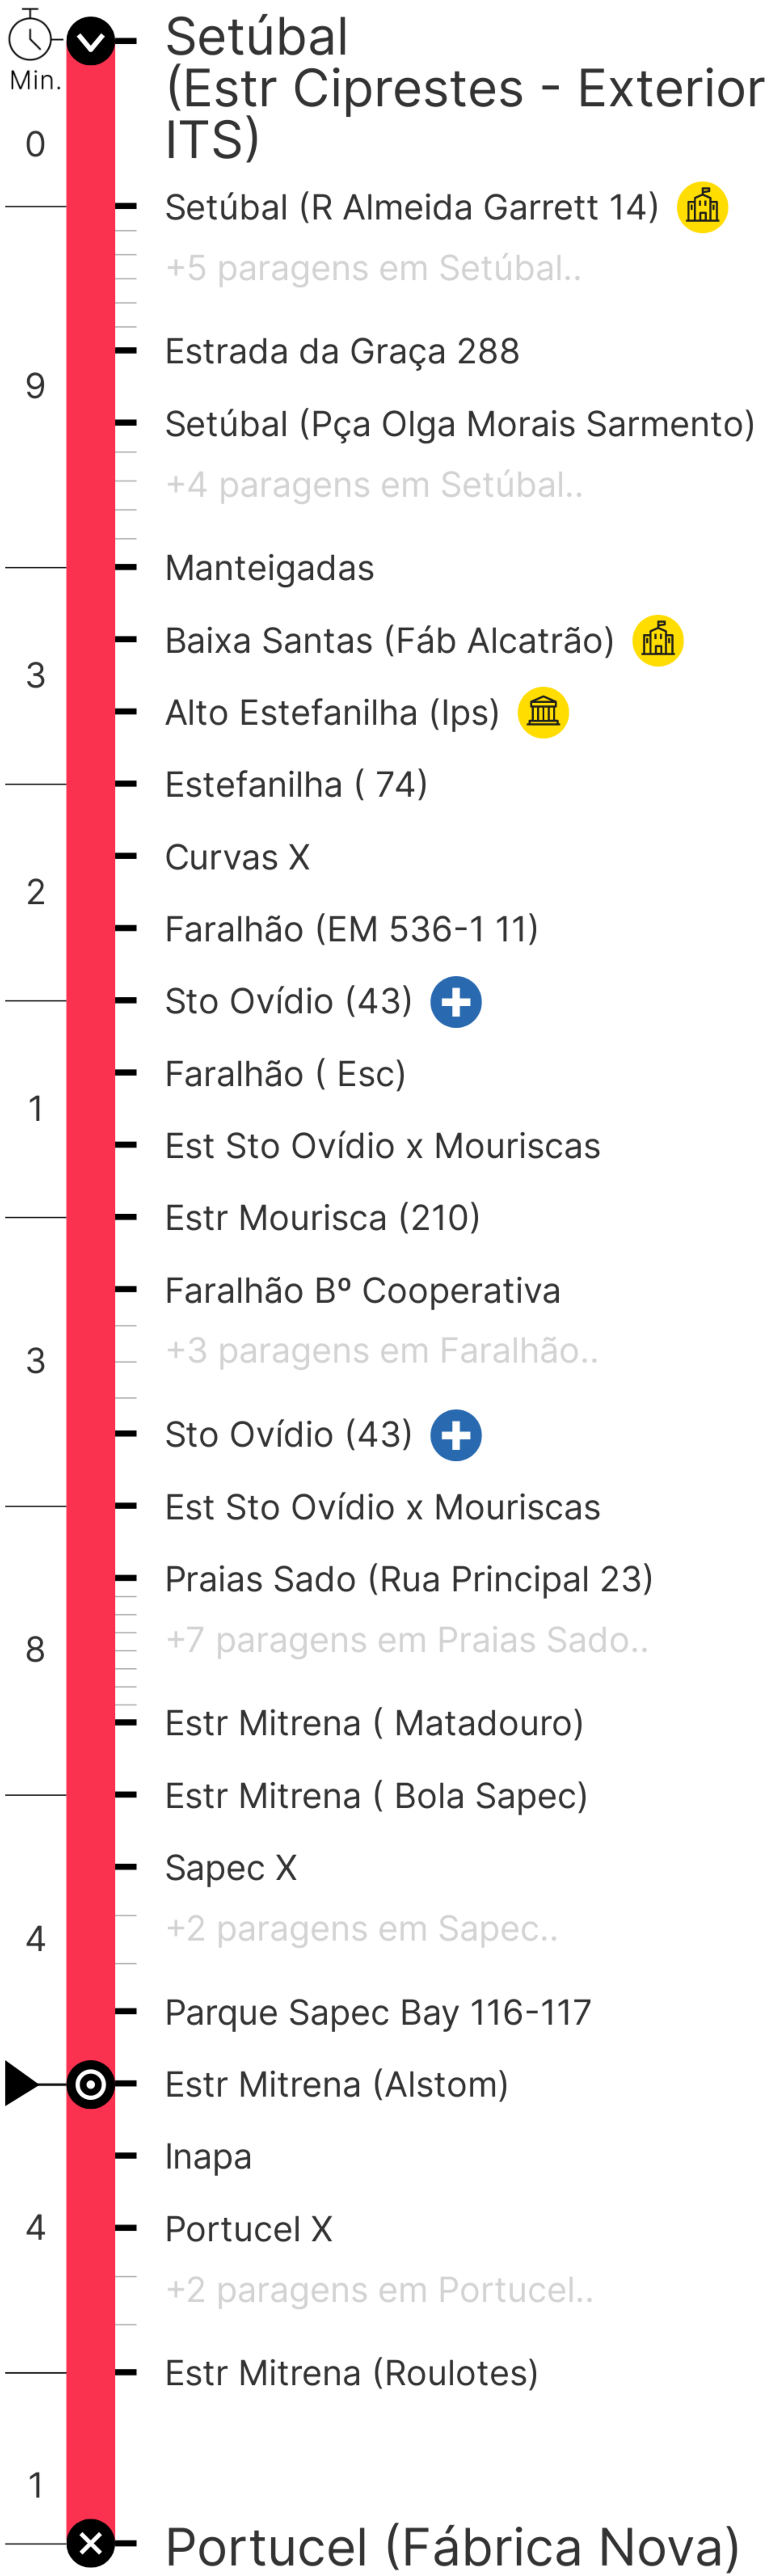 Setúbal
(Estr Ciprestes - Exterior
ITS)
Min.
0
Setúbal (R Almeida Garrett 14)
+5 paragens em Setúbal..
Estrada da Graça 288
9
Setúbal (Pça Olga Morais Sarmento)
+4 paragens em Setúbal..
Manteigadas
Baixa Santas (Fáb Alcatrão)
3
Alto Estefanilha (Ips)
Estefanilha ( 74)
Curvas X
2
Faralhão (EM 536-1 11)
Sto Ovídio (43)
Faralhão ( Esc)
1
Est Sto Ovídio x Mouriscas
Estr Mourisca (210)
Faralhão Bº Cooperativa
+3 paragens em Faralhão..
3
Sto Ovídio (43)
Est Sto Ovídio x Mouriscas
Praias Sado (Rua Principal 23)
+7 paragens em Praias Sado..
8
Estr Mitrena ( Matadouro)
Estr Mitrena ( Bola Sapec)
Sapec X
+2 paragens em Sapec..
4
Parque Sapec Bay 116-117
Estr Mitrena (Alstom)
Inapa
4
Portucel X
+2 paragens em Portucel..
Estr Mitrena (Roulotes)
1
Portucel (Fábrica Nova)